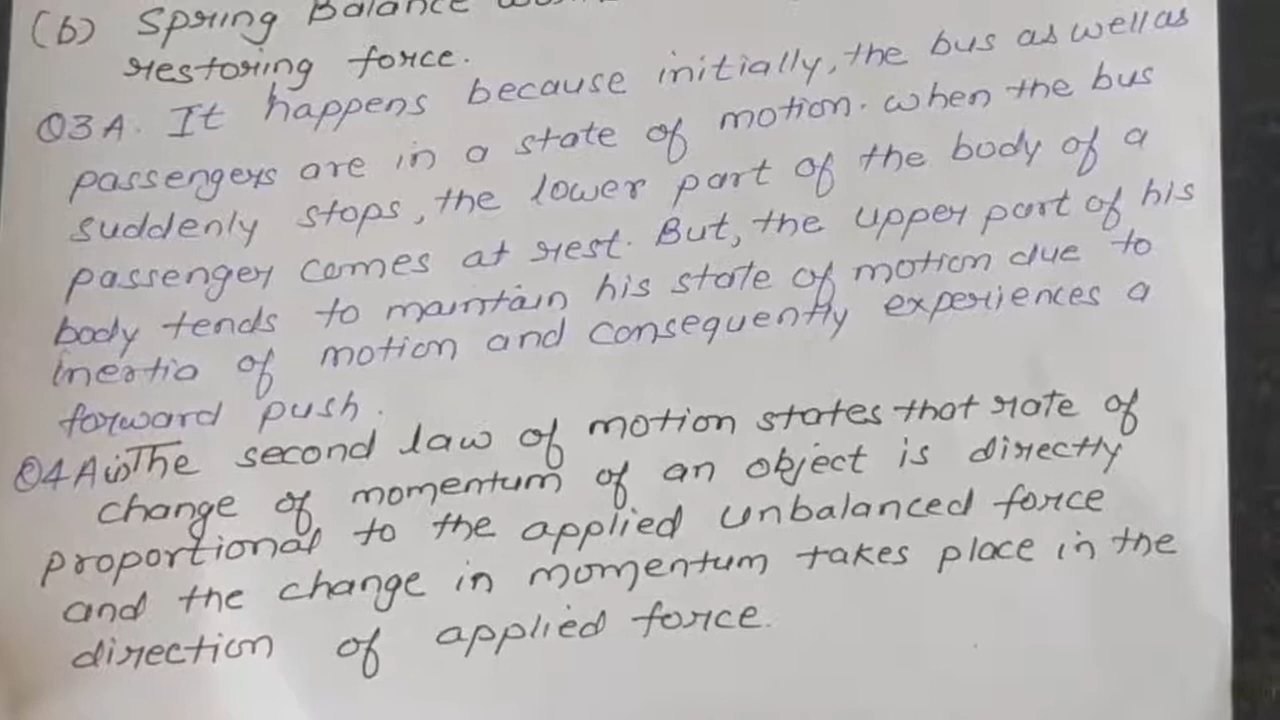 (b) Spring Balance
restoring force.
Q3A. It happens because initially, the bus as well as
passengers are in a state of motion. when the bus
suddenly stops, the lower part of the body of a
passenger comes at rest. But, the upper part of his
body tends to maintain his state of motion due to
inertia of motion and consequently experiences a
forward push.
Q4A(i) The second law of motion states that rate of
change of momentum of an object is directly
proportional to the applied unbalanced force
and the change in momentum takes place in the
direction of applied force.